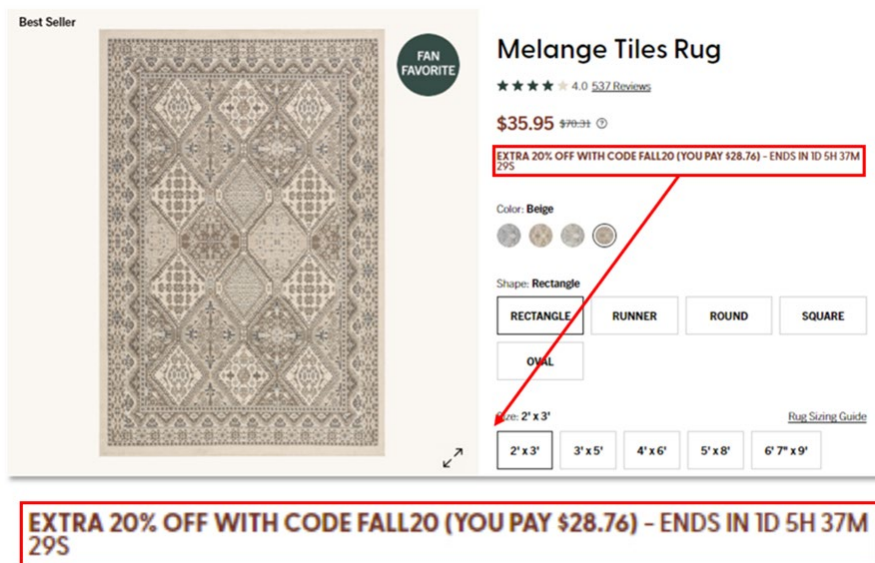 Best Seller
FAN
FAVORITE
Melange Tiles Rug
4.0 537 Reviews
$35.95 $70.31 ?
EXTRA 20% OFF WITH CODE FALL20 (YOU PAY $28.76) - ENDS IN 1D 5H 37M
29S
Color: Beige
Shape: Rectangle
RECTANGLE RUNNER ROUND SQUARE
OVAL
Size: 2' x 3' Rug Sizing Guide
2' x 3' 3' x 5' 4' x 6' 5' x 8' 6' 7" x 9'
EXTRA 20% OFF WITH CODE FALL20 (YOU PAY $28.76) – ENDS IN 1D 5H 37M
29S